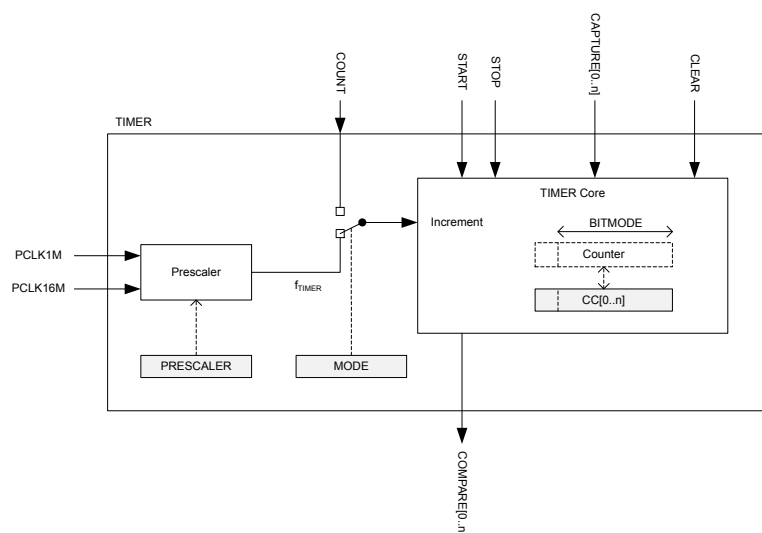 COUNT
START
STOP
CAPTURE[0..n]
CLEAR
TIMER
TIMER Core
Increment
BITMODE
Counter
CC[0..n]
PCLK1M
PCLK16M
Prescaler
fTIMER
PRESCALER
MODE
COMPARE[0..n